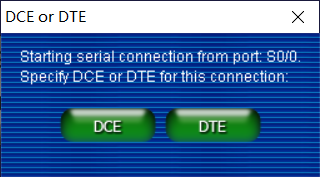 DCE or DTE
Starting serial connection from port: S0/0.
Specify DCE or DTE for this connection:
DCE DTE